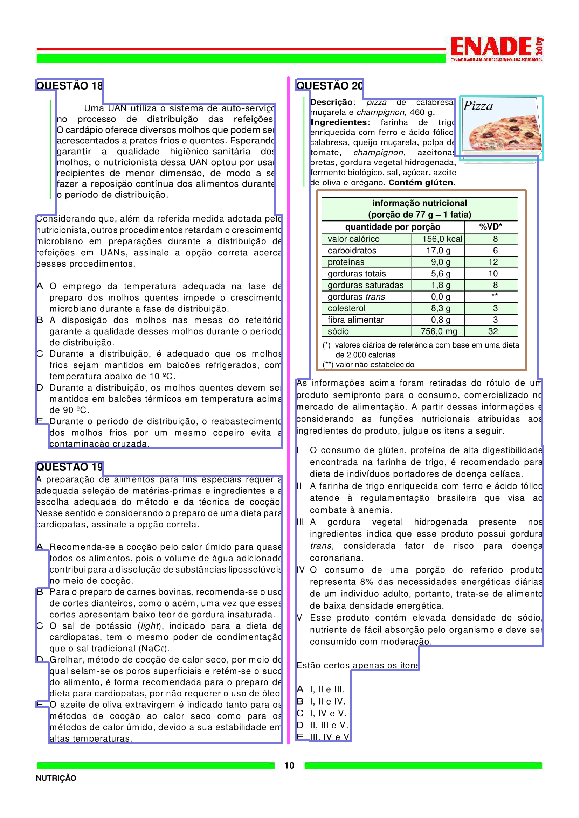 ENADE 2007
EXAME NACIONAL DE DESEMPENHO DOS ESTUDANTES
QUESTÃO 18
Uma UAN utiliza o sistema de auto-serviço
no processo de distribuição das refeições.
O cardápio oferece diversos molhos que podem ser
acrescentados a pratos frios e quentes. Esperando
garantir a qualidade higiênico-sanitária dos
molhos, o nutricionista dessa UAN optou por usar
recipientes de menor dimensão, de modo a se
fazer a reposição contínua dos alimentos durante
o período de distribuição.
Considerando que, além da referida medida adotada pelo
nutricionista, outros procedimentos retardam o crescimento
microbiano em preparações durante a distribuição de
refeições em UANs, assinale a opção correta acerca
desses procedimentos.
A O emprego da temperatura adequada na fase de
preparo dos molhos quentes impede o crescimento
microbiano durante a fase de distribuição.
B A disposição dos molhos nas mesas do refeitório
garante a qualidade desses molhos durante o período
de distribuição.
C Durante a distribuição, é adequado que os molhos
frios sejam mantidos em balcões refrigerados, com
temperatura abaixo de 10 ºC.
D Durante a distribuição, os molhos quentes devem ser
mantidos em balcões térmicos em temperatura acima
de 90 ºC.
E Durante o período de distribuição, o reabastecimento
dos molhos frios por um mesmo copeiro evita a
contaminação cruzada.
QUESTÃO 19
A preparação de alimentos para fins especiais requer a
adequada seleção de matérias-primas e ingredientes e a
escolha adequada do método e da técnica de cocção.
Nesse sentido e considerando o preparo de uma dieta para
cardiopatas, assinale a opção correta.
A Recomenda-se a cocção pelo calor úmido para quase
todos os alimentos, pois o volume de água adicionado
contribui para a dissolução de substâncias lipossolúveis
no meio de cocção.
B Para o preparo de carnes bovinas, recomenda-se o uso
de cortes dianteiros, como o acém, uma vez que esses
cortes apresentam baixo teor de gordura insaturada.
C O sal de potássio (light), indicado para a dieta de
cardiopatas, tem o mesmo poder de condimentação
que o sal tradicional (NaCl).
D Grelhar, método de cocção de calor seco, por meio do
qual selam-se os poros superficiais e retém-se o suco
do alimento, é forma recomendada para o preparo de
dieta para cardiopatas, por não requerer o uso de óleo.
E O azeite de oliva extravirgem é indicado tanto para os
métodos de cocção ao calor seco como para os
métodos de calor úmido, devido a sua estabilidade em
altas temperaturas.
QUESTÃO 20
Descrição: pizza de calabresa,
muçarela e champignon, 460 g.
Ingredientes: farinha de trigo
enriquecida com ferro e ácido fólico,
calabresa, queijo muçarela, polpa de
tomate, champignon, azeitonas
pretas, gordura vegetal hidrogenada,
fermento biológico, sal, açúcar, azeite
de oliva e orégano. Contém glúten.
Pizza
informação nutricional
(porção de 77 g – 1 fatia)
quantidade por porção %VD*
valor calórico 156,0 kcal 8
carboidratos 17,0 g 6
proteínas 9,0 g 12
gorduras totais 5,6 g 10
gorduras saturadas 1,8 g 8
gorduras trans 0,0 g **
colesterol 8,3 g 3
fibra alimentar 0,8 g 3
sódio 756,0 mg 32
(*) valores diários de referência com base em uma dieta
de 2.000 calorias
(**) valor não estabelecido
As informações acima foram retiradas do rótulo de um
produto semipronto para o consumo, comercializado no
mercado de alimentação. A partir dessas informações e
considerando as funções nutricionais atribuídas aos
ingredientes do produto, julgue os itens a seguir.
I O consumo de glúten, proteína de alta digestibilidade
encontrada na farinha de trigo, é recomendado para
dieta de indivíduos portadores de doença celíaca.
II A farinha de trigo enriquecida com ferro e ácido fólico
atende à regulamentação brasileira que visa ao
combate à anemia.
III A gordura vegetal hidrogenada presente nos
ingredientes indica que esse produto possui gordura
trans, considerada fator de risco para doença
coronariana.
IV O consumo de uma porção do referido produto
representa 8% das necessidades energéticas diárias
de um indivíduo adulto, portanto, trata-se de alimento
de baixa densidade energética.
V Esse produto contém elevada densidade de sódio,
nutriente de fácil absorção pelo organismo e deve ser
consumido com moderação.
Estão certos apenas os itens
A I, II e III.
B I, II e IV.
C I, IV e V.
D II, III e V.
E III, IV e V.
10
NUTRIÇÃO